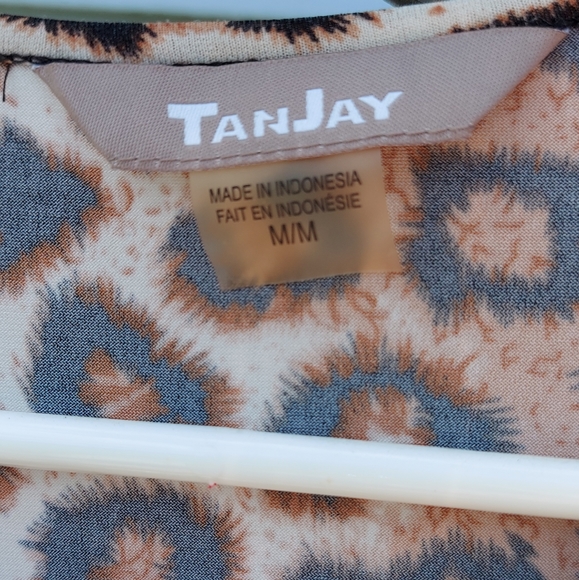 TANJAY
MADE IN INDONESIA
FAIT EN INDONÉSIE
M/M